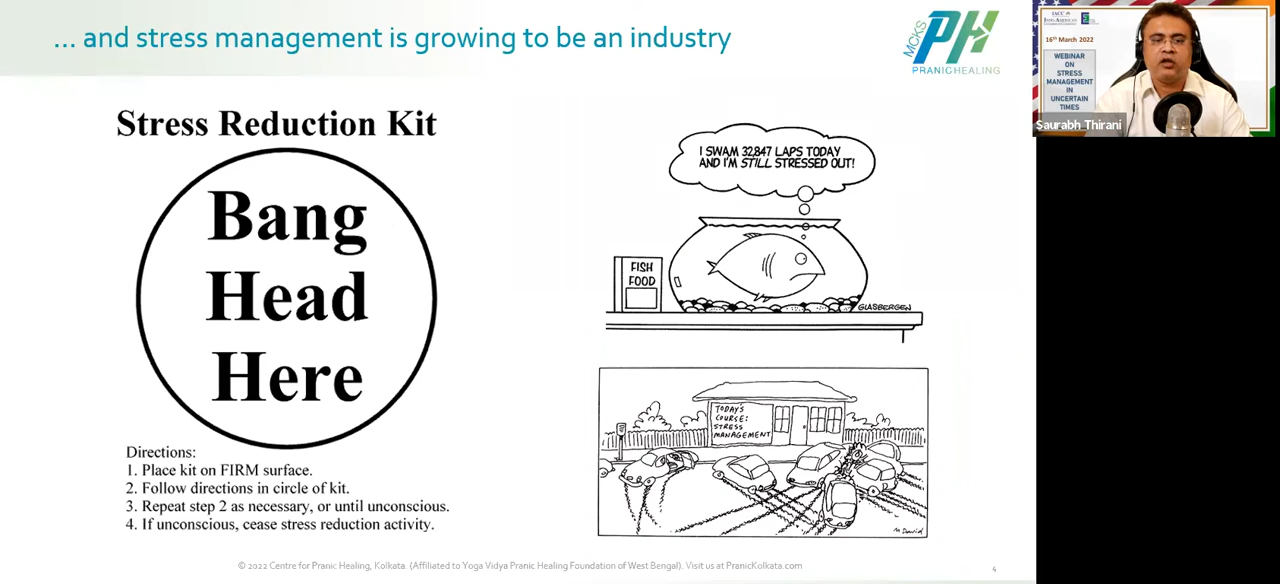 ... and stress management is growing to be an industry
MCKS
PH
PRANICHEALING
Stress Reduction Kit
Bang
Head
Here
Directions:
1. Place kit on FIRM surface.
2. Follow directions in circle of kit.
3. Repeat step 2 as necessary, or until unconscious.
4. If unconscious, cease stress reduction activity.
I SWAM 32,847 LAPS TODAY
AND I'M STILL STRESSED OUT!
FISH
FOOD
GLASBERGEN
TODAY'S
COURSE:
STRESS
MANAGEMENT
© 2022 Centre for Pranic Healing, Kolkata. (Affiliated to Yoga Vidya Pranic Healing Foundation of West Bengal). Visit us at PranicKolkata.com
4
IACC
16th March 2022
WEBINAR
ON
STRESS
MANAGEMENT
IN
UNCERTAIN
TIMES
Saurabh Thirani